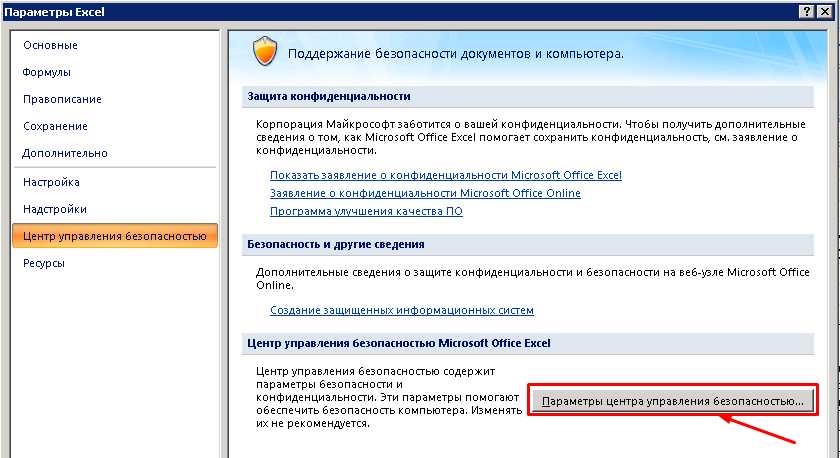 Параметры Excel
Основные
Формулы
Правописание
Сохранение
Дополнительно
Настройка
Надстройки
Центр управления безопасностью
Ресурсы
Поддержание безопасности документов и компьютера.
Защита конфиденциальности
Корпорация Майкрософт заботится о вашей конфиденциальности. Чтобы получить дополнительные
сведения о том, как Microsoft Office Excel помогает сохранить конфиденциальность, см. заявление о
конфиденциальности.
Показать заявление о конфиденциальности Microsoft Office Excel
Заявление о конфиденциальности Microsoft Office Online
Программа улучшения качества ПО
Безопасность и другие сведения
Дополнительные сведения о защите конфиденциальности и безопасности на веб-узле Microsoft Office
Online.
Создание защищенных информационных систем
Центр управления безопасностью Microsoft Office Excel
Центр управления безопасностью содержит
параметры безопасности и
конфиденциальности. Эти параметры помогают
обеспечить безопасность компьютера. Изменять
их не рекомендуется.
Параметры центра управления безопасностью...